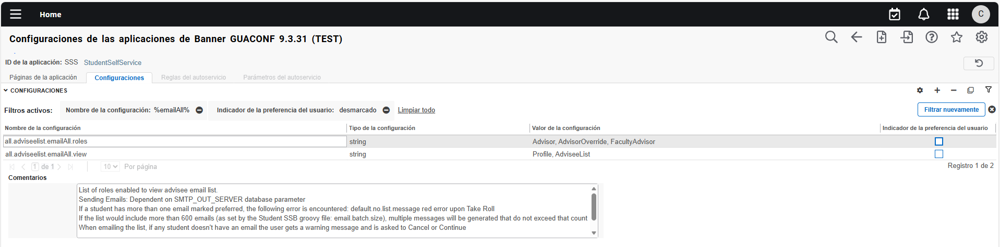 Home
C
Configuraciones de las aplicaciones de Banner GUACONF 9.3.31 (TEST)
ID de la aplicación: SSS StudentSelfService
Páginas de la aplicación Configuraciones Reglas del autoservicio Parámetros del autoservicio
CONFIGURACIONES
Filtros activos: Nombre de la configuración: %emailAll% Indicador de la preferencia del usuario: desmarcado Limpiar todo Filtrar nuevamente
Nombre de la configuración Tipo de la configuración Valor de la configuración Indicador de la preferencia del usuario
all.adviseelist.emailAll.roles string Advisor, AdvisorOverride, FacultyAdvisor
all.adviseelist.emailAll.view string Profile, AdviseeList
1 de 1 10 Por página Registro 1 de 2
Comentarios
List of roles enabled to view advisee email list.
Sending Emails: Dependent on SMTP_OUT_SERVER database parameter
If a student has more than one email marked preferred, the following error is encountered: default.no.list.message red error upon Take Roll
If the list would include more than 600 emails (as set by the Student SSB groovy file: email.batch.size), multiple messages will be generated that do not exceed that count
When emailing the list, if any student doesn't have an email the user gets a warning message and is asked to Cancel or Continue